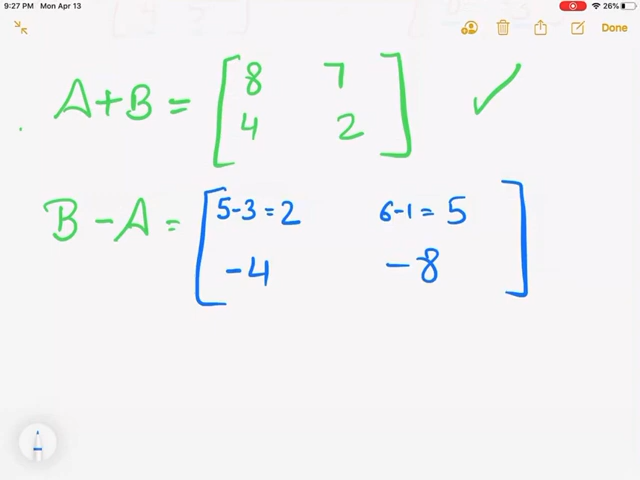 9:27 PM Mon Apr 13 26%
Done
A+B = [ 8 7
4 2 ] ✓
B-A = [ 5-3=2 6-1=5
-4 -8 ]